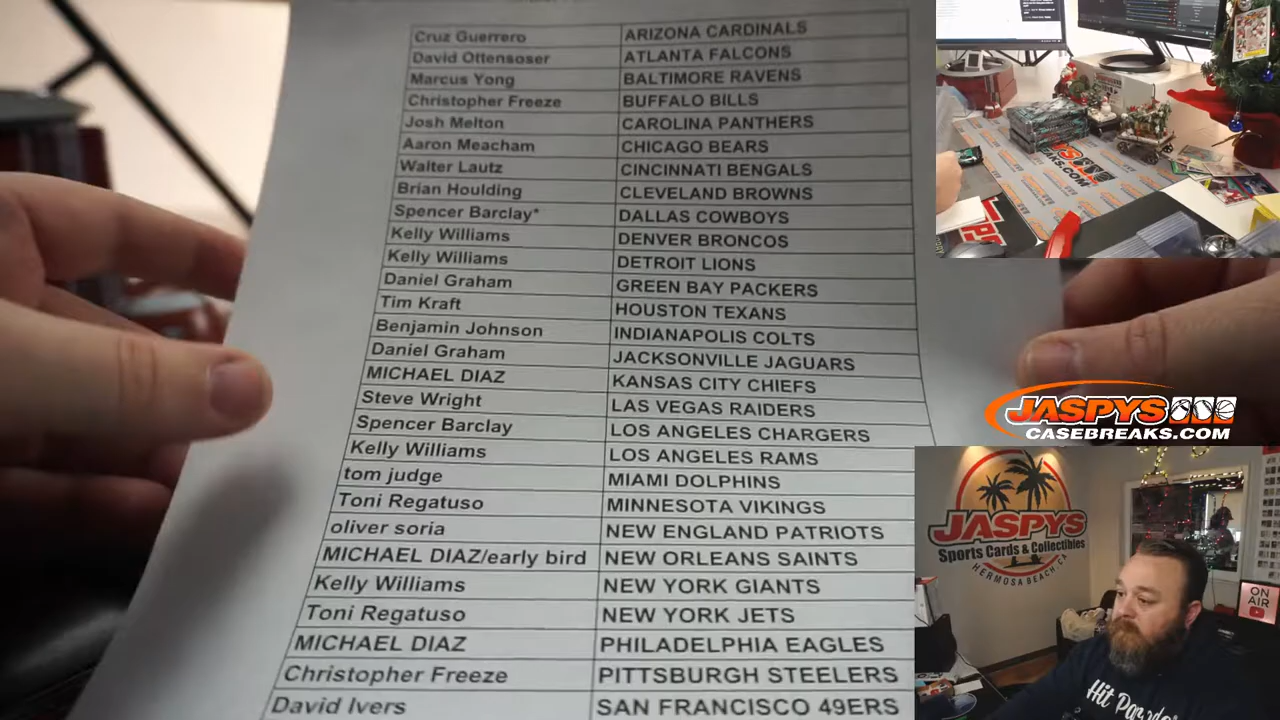 Cruz Guerrero ARIZONA CARDINALS
David Ottensoser ATLANTA FALCONS
Marcus Yong BALTIMORE RAVENS
Christopher Freeze BUFFALO BILLS
Josh Melton CAROLINA PANTHERS
Aaron Meacham CHICAGO BEARS
Walter Lautz CINCINNATI BENGALS
Brian Houlding CLEVELAND BROWNS
Spencer Barclay* DALLAS COWBOYS
Kelly Williams DENVER BRONCOS
Kelly Williams DETROIT LIONS
Daniel Graham GREEN BAY PACKERS
Tim Kraft HOUSTON TEXANS
Benjamin Johnson INDIANAPOLIS COLTS
Daniel Graham JACKSONVILLE JAGUARS
MICHAEL DIAZ KANSAS CITY CHIEFS
Steve Wright LAS VEGAS RAIDERS
Spencer Barclay LOS ANGELES CHARGERS
Kelly Williams LOS ANGELES RAMS
tom judge MIAMI DOLPHINS
Toni Regatuso MINNESOTA VIKINGS
oliver soria NEW ENGLAND PATRIOTS
MICHAEL DIAZ/early bird NEW ORLEANS SAINTS
Kelly Williams NEW YORK GIANTS
Toni Regatuso NEW YORK JETS
MICHAEL DIAZ PHILADELPHIA EAGLES
Christopher Freeze PITTSBURGH STEELERS
David Ivers SAN FRANCISCO 49ERS
JASPYS
CASEBREAKS.COM
JASPYS
Sports Cards & Collectibles
HERMOSA BEACH, CA
ON
AIR
Hit